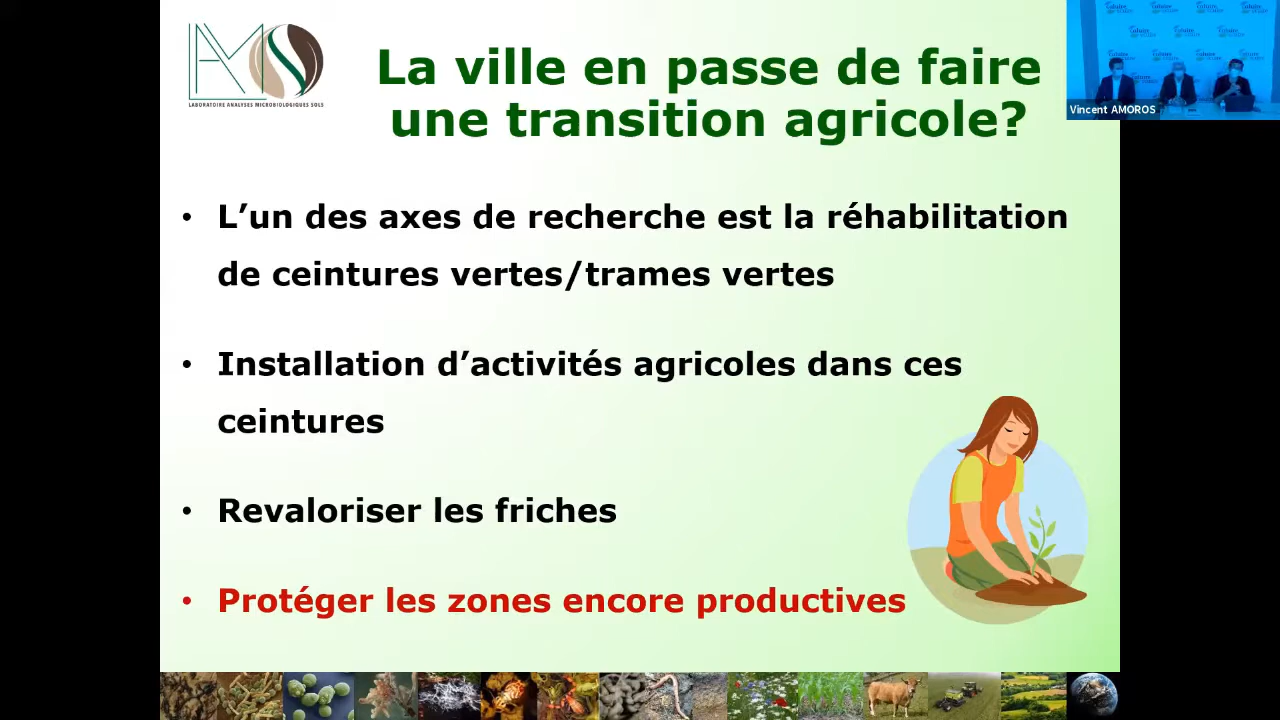 LAMS
LABORATOIRE ANALYSES MICROBIOLOGIQUES SOLS
La ville en passe de faire
une transition agricole?
Vincent AMOROS
• L’un des axes de recherche est la réhabilitation
de ceintures vertes/trames vertes
• Installation d’activités agricoles dans ces
ceintures
• Revaloriser les friches
• Protéger les zones encore productives